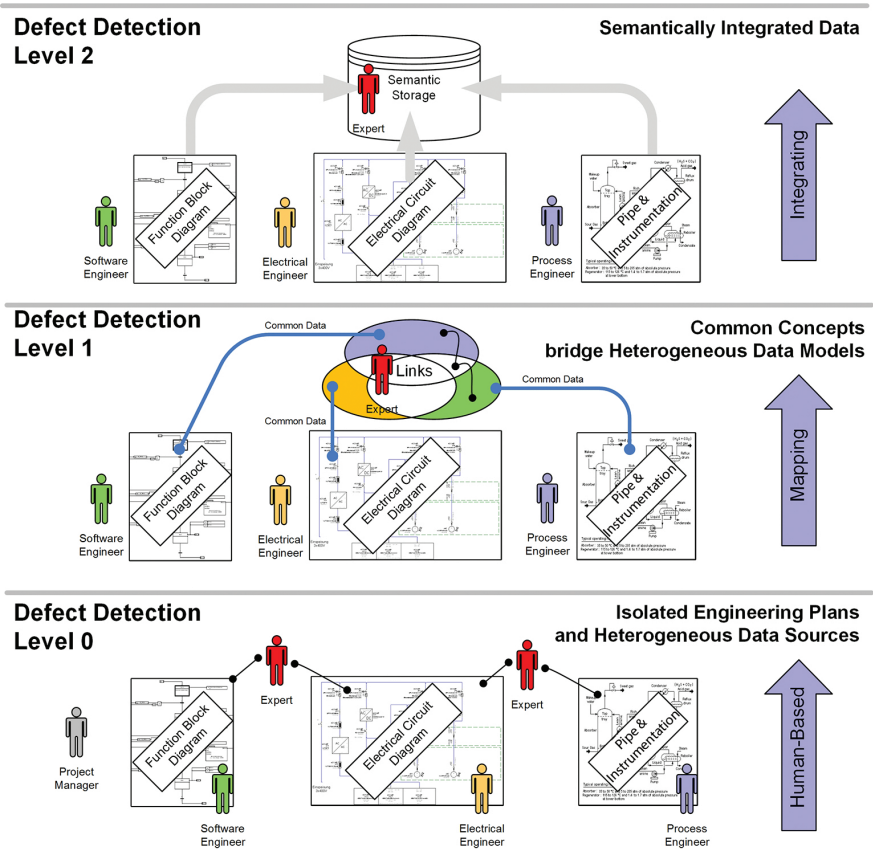 Defect Detection
Level 2
Semantically Integrated Data
Semantic
Storage
Expert
Function Block
Diagram
Electrical Circuit
Diagram
Pipe &
Instrumentation
Software
Engineer
Electrical
Engineer
Process
Engineer
Integrating
Defect Detection
Level 1
Common Concepts
bridge Heterogeneous Data Models
Common Data
Links
Expert
Common Data
Common Data
Function Block
Diagram
Electrical Circuit
Diagram
Pipe &
Instrumentation
Software
Engineer
Electrical
Engineer
Process
Engineer
Mapping
Defect Detection
Level 0
Isolated Engineering Plans
and Heterogeneous Data Sources
Expert
Expert
Function Block
Diagram
Electrical Circuit
Diagram
Pipe &
Instrumentation
Project
Manager
Software
Engineer
Electrical
Engineer
Process
Engineer
Human-Based